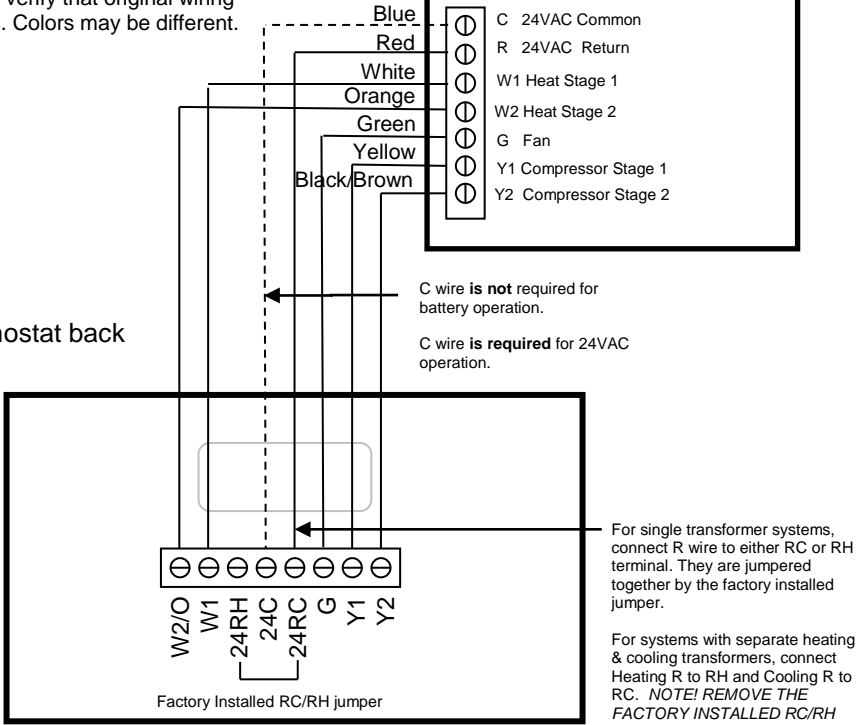 verify that original wiring
. Colors may be different.
Blue
Red
White
Orange
Green
Yellow
Black/Brown
C 24VAC Common
R 24VAC Return
W1 Heat Stage 1
W2 Heat Stage 2
G Fan
Y1 Compressor Stage 1
Y2 Compressor Stage 2
C wire is not required for
battery operation.
C wire is required for 24VAC
operation.
nostat back
W2/O
W1
24RH
24C
24RC
G
Y1
Y2
Factory Installed RC/RH jumper
For single transformer systems,
connect R wire to either RC or RH
terminal. They are jumpered
together by the factory installed
jumper.
For systems with separate heating
& cooling transformers, connect
Heating R to RH and Cooling R to
RC. NOTE! REMOVE THE
FACTORY INSTALLED RC/RH